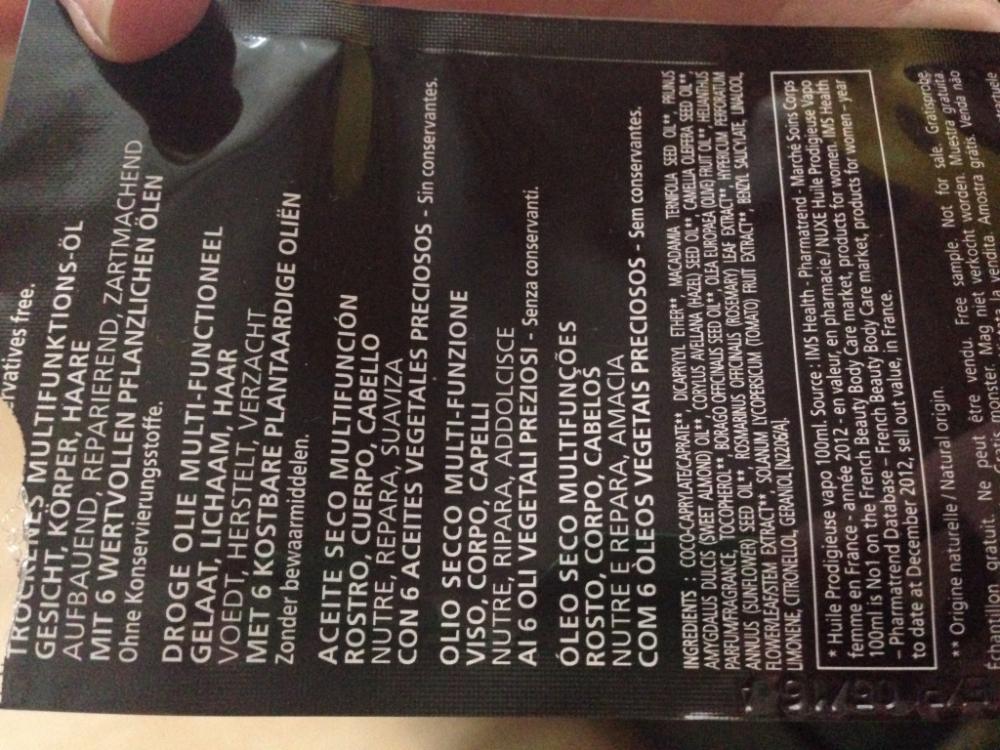 vatives free.
TROCKENES MULTIFUNKTIONS-ÖL
GESICHT, KÖRPER, HAARE
AUFBAUEND, REPARIEREND, ZARTMACHEND
MIT 6 WERTVOLLEN PFLANZLICHEN ÖLEN
Ohne Konservierungsstoffe.
DROGE OLIE MULTI-FUNCTIONEEL
GELAAT, LICHAAM, HAAR
VOEDT, HERSTELT, VERZACHT
MET 6 KOSTBARE PLANTAARDIGE OLIËN
Zonder bevaarmiddelen.
ACEITE SECO MULTIFUNCIÓN
ROSTRO, CUERPO, CABELLO
NUTRE, REPARA, SUAVIZA
CON 6 ACEITES VEGETALES PRECIOSOS - Sin conservantes.
OLIO SECCO MULTI-FUNZIONE
VISO, CORPO, CAPELLI
NUTRE, RIPARA, ADDOLCISCE
AI 6 OLI VEGETALI PREZIOSI - Senza conservanti.
ÓLEO SECO MULTIFUNÇÕES
ROSTO, CORPO, CABELOS
NUTRE E REPARA, AMACIA
COM 6 ÒLEOS VEGETAIS PRECIOSOS - Sem conservantes.
INGREDIENTS : COCO-CAPRYLATE/CAPRATE** DICAPRYLYL ETHER**, MACADAMIA TERNIFOLIA SEED OIL** PRUNUS
AMYGDALUS DULCIS (SWEET ALMOND) OIL**, CORYLUS AVELLANA (HAZEL) SEED OIL**, CAMELLIA OLEIFERA SEED OIL**,
PARFUM/FRAGRANCE, TOCOPHEROL**, BORAGO OFFICINALIS SEED OIL**, OLEA EUROPAEA (OLIVE) FRUIT OIL**, HELIANTHUS
ANNUUS (SUNFLOWER) SEED OIL**, ROSMARINUS OFFICINALIS (ROSEMARY) LEAF EXTRACT**, HYPERICUM PERFORATUM
FLOWER/LEAF/STEM EXTRACT**, SOLANUM LYCOPERSICUM (TOMATO) FRUIT EXTRACT**, BENZYL SALICYLATE, LINALOOL,
LIMONENE, CITRONELLOL, GERANIOL [N2206/A].
* Huile Prodigieuse vapo 100ml. Source : IMS Health - Pharmatrend - Marché Soins Corps
femme en France - année 2012 - en valeur, en pharmacie / NUXE Huile Prodigieuse Vapo
100ml is No1 on the French Beauty Body Care market, products for women. IMS Health
– Pharmatrend Database – French Beauty Body Care market, products for women - year
to date at December 2012, sell out value, in France.
** Origine naturelle / Natural origin.
Échantillon gratuit. Ne peut être vendu. Free sample. Not for sale. Gratisprobe.
monster. Mag niet verkocht worden. Muestra gratuita.
la vendita. Amostra grátis. Venda não